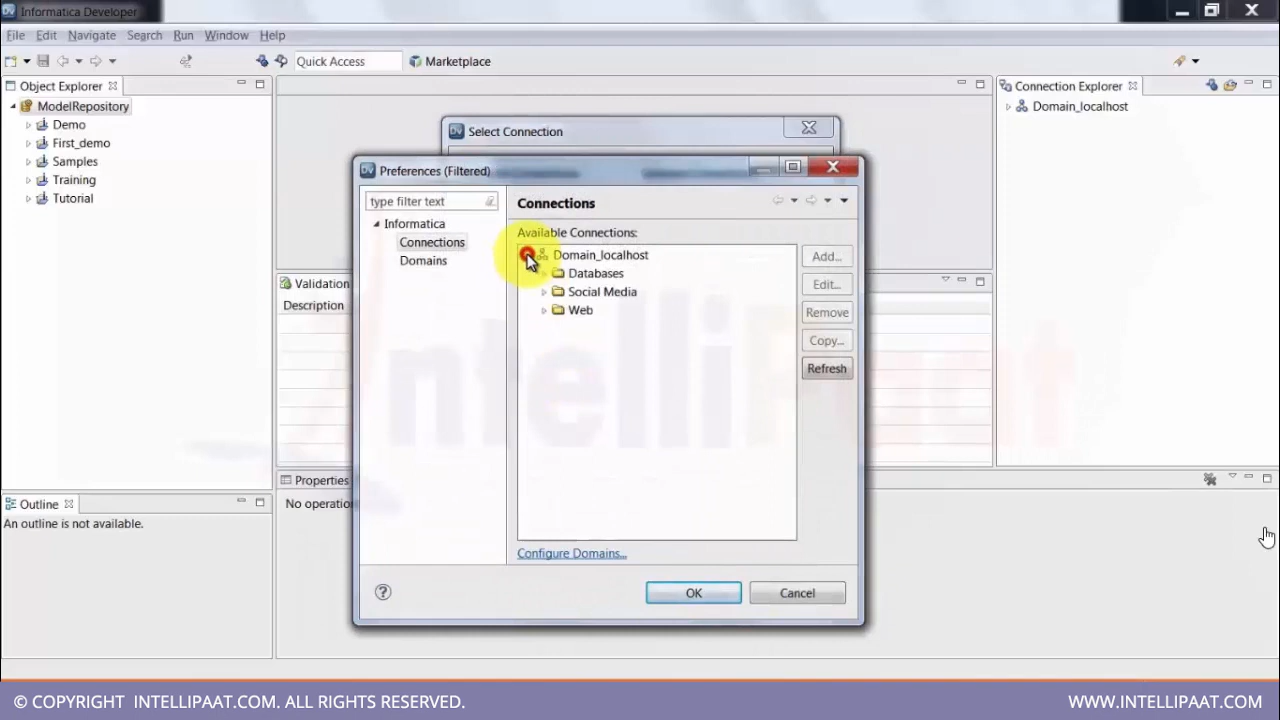 Informatica Developer
File Edit Navigate Search Run Window Help
Quick Access Marketplace
Object Explorer
ModelRepository
Demo
First_demo
Samples
Training
Tutorial
Connection Explorer
Domain_localhost
Dv Select Connection
Dv Preferences (Filtered)
type filter text
Informatica
Connections
Domains
Connections
Available Connections:
Domain_localhost
Databases
Social Media
Web
Add...
Edit...
Remove
Copy...
Refresh
Configure Domains...
OK Cancel
Validation
Description
Properties
No operatio
Outline
An outline is not available.
Intellipaat
© COPYRIGHT INTELLIPAAT.COM. ALL RIGHTS RESERVED.
WWW.INTELLIPAAT.COM